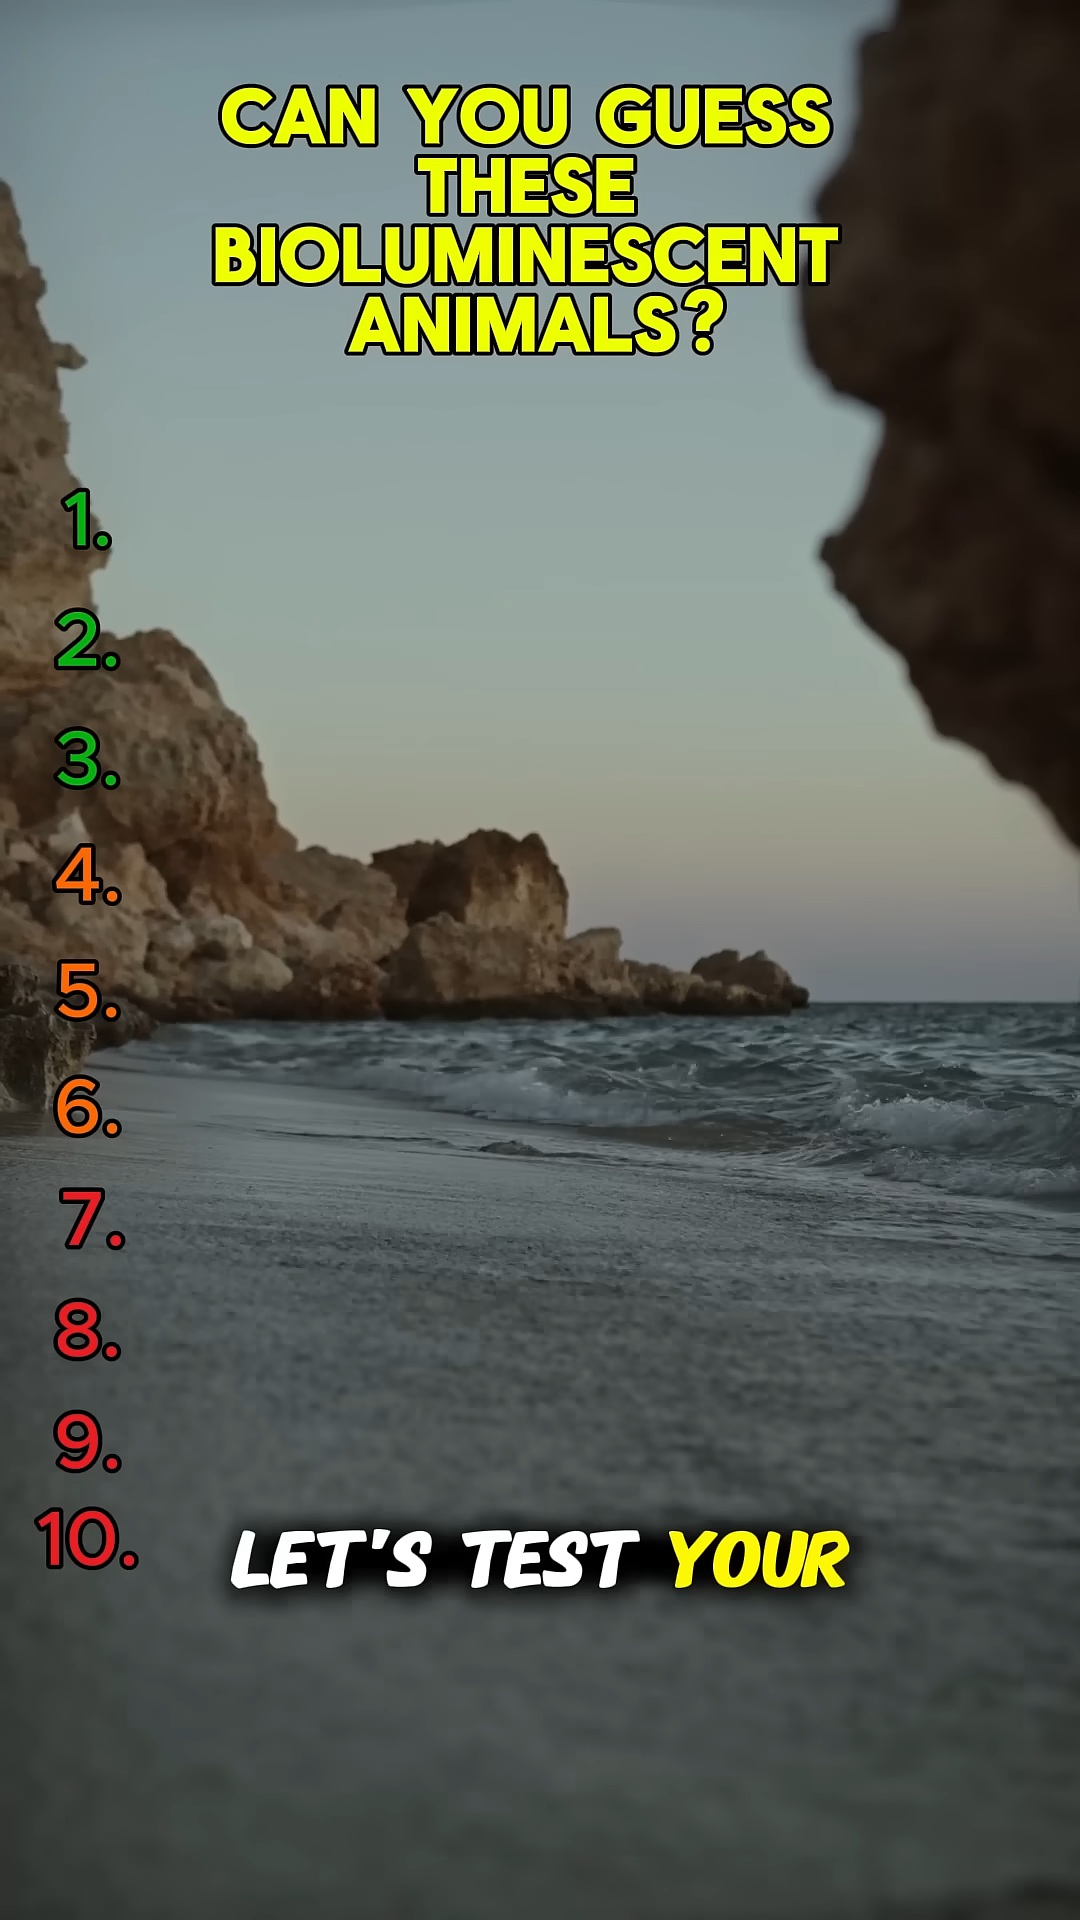 CAN YOU GUESS
THESE
BIOLUMINESCENT
ANIMALS?
1.
2.
3.
4.
5.
6.
7.
8.
9.
10.
LET'S TEST YOUR